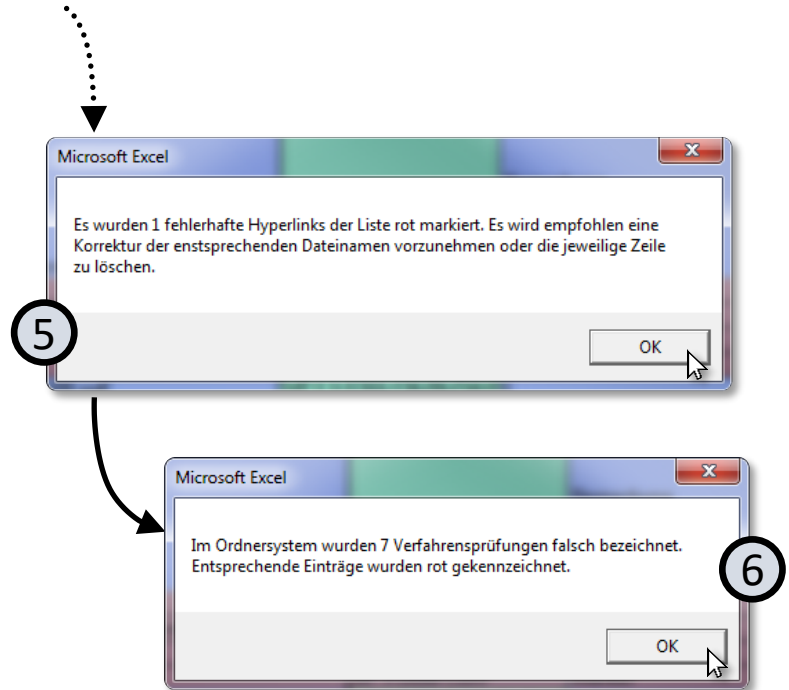 Microsoft Excel
X
Es wurden 1 fehlerhafte Hyperlinks der Liste rot markiert. Es wird empfohlen eine
Korrektur der enstsprechenden Dateinamen vorzunehmen oder die jeweilige Zeile
zu löschen.
5
OK
Microsoft Excel
X
Im Ordnersystem wurden 7 Verfahrensprüfungen falsch bezeichnet.
Entsprechende Einträge wurden rot gekennzeichnet.
6
OK